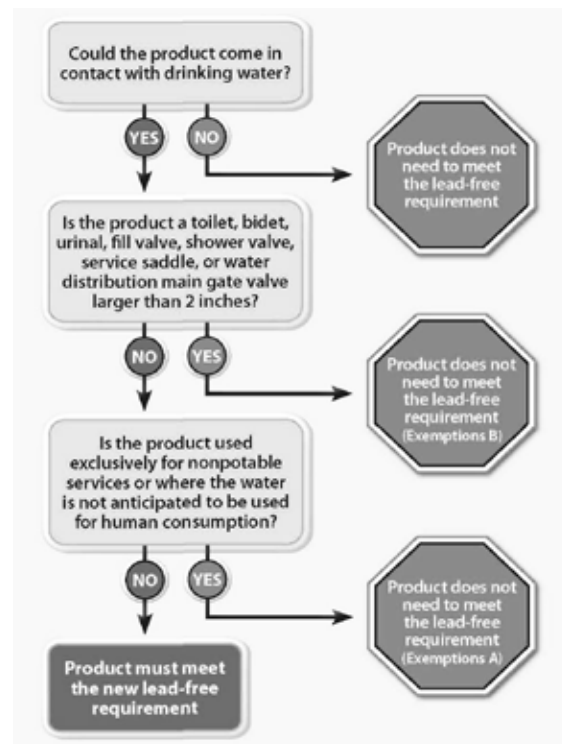 Could the product come in
contact with drinking water?
YES
NO
Product does not
need to meet
the lead-free
requirement
Is the product a toilet, bidet,
urinal, fill valve, shower valve,
service saddle, or water
distribution main gate valve
larger than 2 inches?
NO
YES
Product does not
need to meet
the lead-free
requirement
(Exemptions B)
Is the product used
exclusively for nonpotable
services or where the water
is not anticipated to be used
for human consumption?
NO
YES
Product does not
need to meet
the lead-free
requirement
(Exemptions A)
Product must meet
the new lead-free
requirement